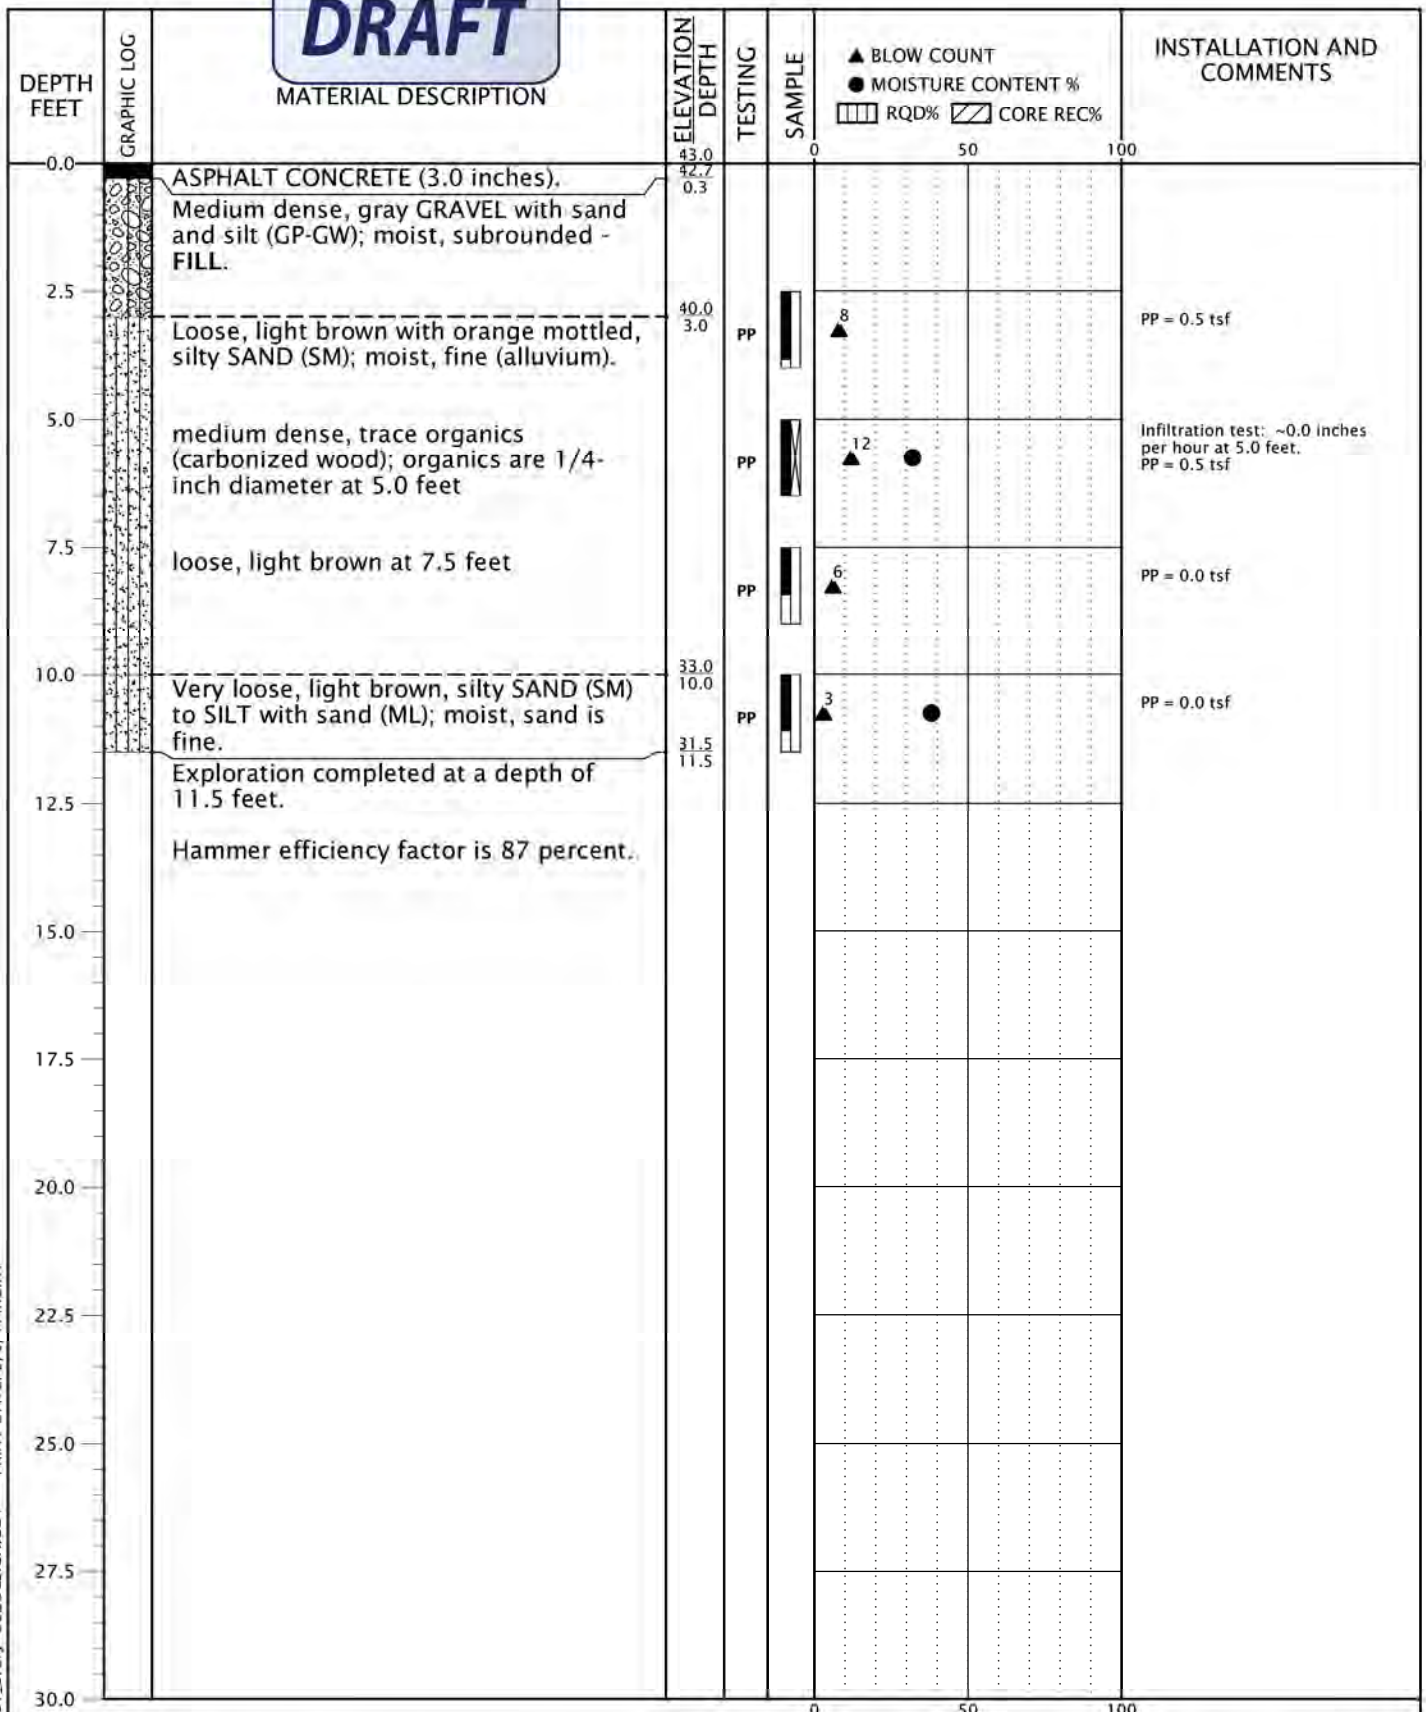 DRAFT
DEPTH
FEET
GRAPHIC LOG
MATERIAL DESCRIPTION
ELEVATION
DEPTH
TESTING
SAMPLE
▲ BLOW COUNT
● MOISTURE CONTENT %
RQD% CORE REC%
INSTALLATION AND
COMMENTS
0 50 100
0.0
43.0
ASPHALT CONCRETE (3.0 inches).
42.7
0.3
Medium dense, gray GRAVEL with sand
and silt (GP-GW); moist, subrounded -
FILL.
2.5
40.0
3.0
Loose, light brown with orange mottled,
silty SAND (SM); moist, fine (alluvium).
PP
8
PP = 0.5 tsf
5.0
medium dense, trace organics
(carbonized wood); organics are 1/4-
inch diameter at 5.0 feet
PP
12
Infiltration test: ~0.0 inches
per hour at 5.0 feet.
PP = 0.5 tsf
7.5
loose, light brown at 7.5 feet
PP
6
PP = 0.0 tsf
10.0
33.0
10.0
Very loose, light brown, silty SAND (SM)
to SILT with sand (ML); moist, sand is
fine.
PP
3
PP = 0.0 tsf
31.5
11.5
Exploration completed at a depth of
11.5 feet.
12.5
Hammer efficiency factor is 87 percent.
15.0
17.5
20.0
22.5
25.0
27.5
30.0
0 50 100